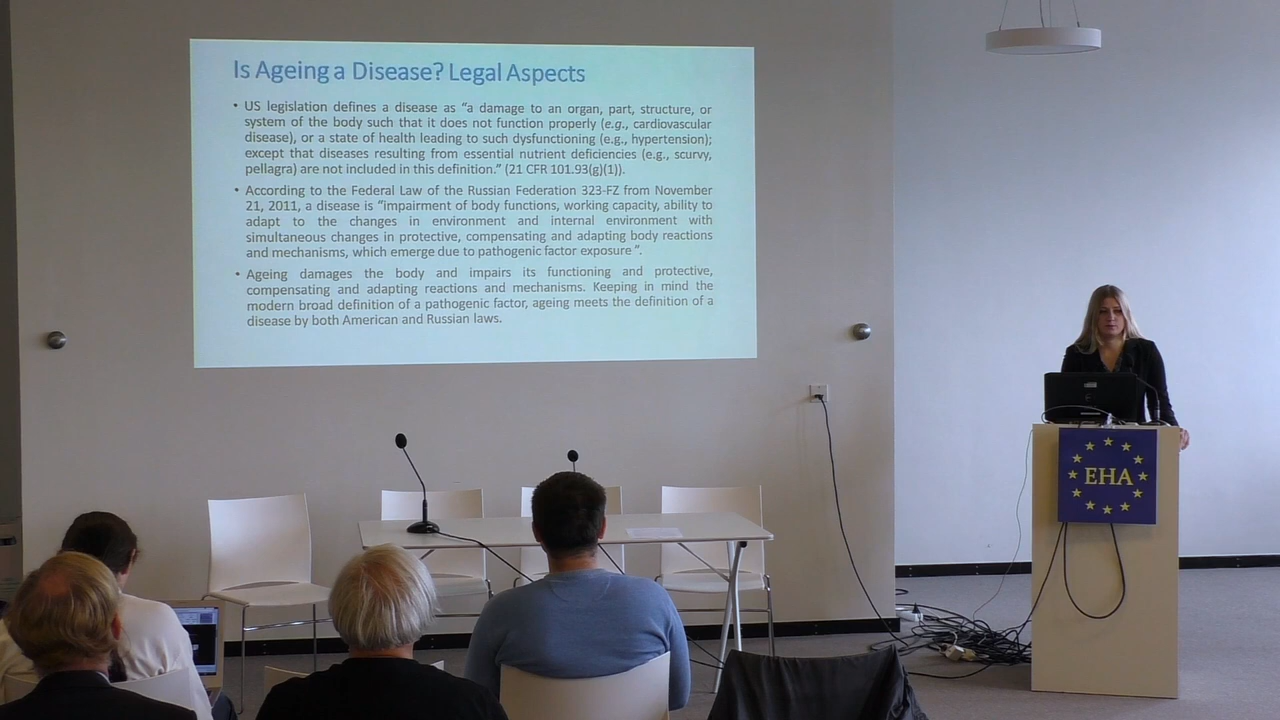 Is Ageing a Disease? Legal Aspects
• US legislation defines a disease as “a damage to an organ, part, structure, or
system of the body such that it does not function properly (e.g., cardiovascular
disease), or a state of health leading to such dysfunctioning (e.g., hypertension);
except that diseases resulting from essential nutrient deficiencies (e.g., scurvy,
pellagra) are not included in this definition.” (21 CFR 101.93(g)(1)).
• According to the Federal Law of the Russian Federation 323-FZ from November
21, 2011, a disease is “impairment of body functions, working capacity, ability to
adapt to the changes in environment and internal environment with
simultaneous changes in protective, compensating and adapting body reactions
and mechanisms, which emerge due to pathogenic factor exposure ”.
• Ageing damages the body and impairs its functioning and protective,
compensating and adapting reactions and mechanisms. Keeping in mind the
modern broad definition of a pathogenic factor, ageing meets the definition of a
disease by both American and Russian laws.
EHA